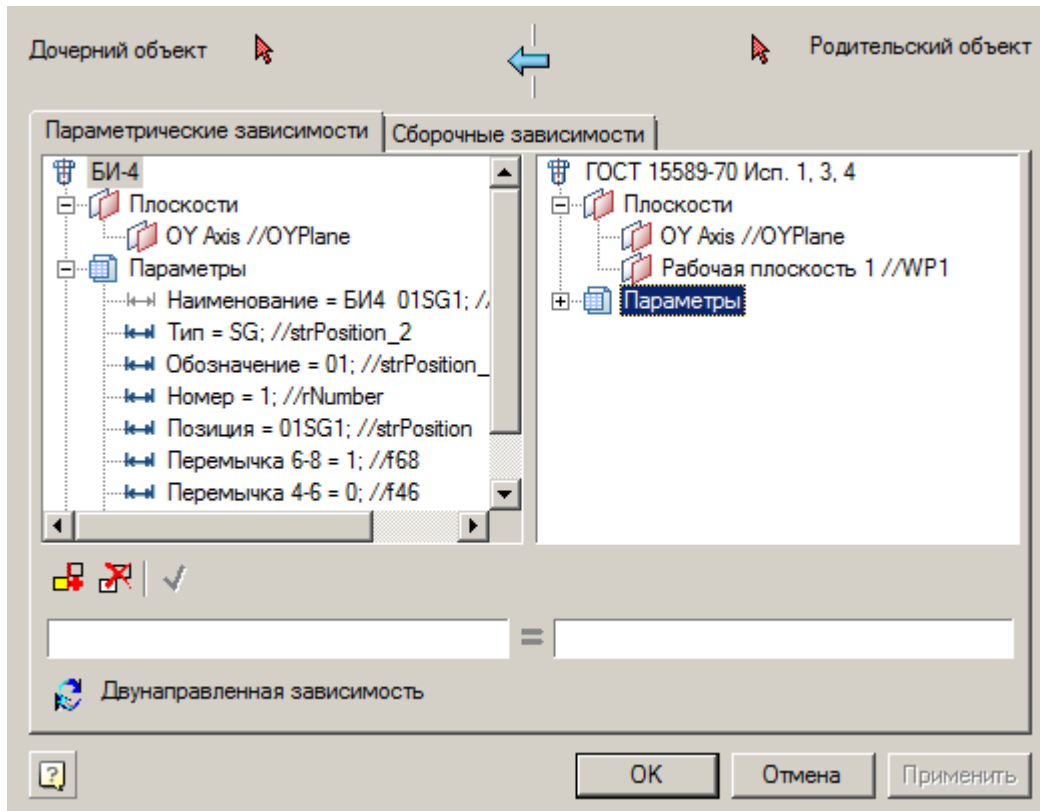 Дочерний объект
Родительский объект
Параметрические зависимости
Сборочные зависимости
БИ-4
Плоскости
OY Axis //OYPlane
Параметры
Наименование = БИ4 01SG1; //
Тип = SG; //strPosition_2
Обозначение = 01; //strPosition_
Номер = 1; //rNumber
Позиция = 01SG1; //strPosition
Перемычка 6-8 = 1; //f68
Перемычка 4-6 = 0; //f46
ГОСТ 15589-70 Исп. 1, 3, 4
Плоскости
OY Axis //OYPlane
Рабочая плоскость 1 //WP1
Параметры
=
Двунаправленная зависимость
OK
Отмена
Применить